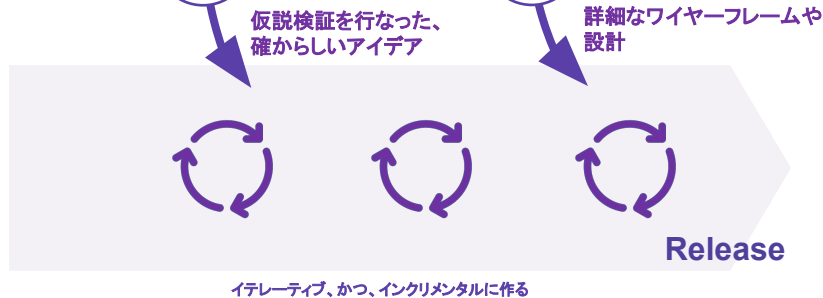 仮説検証を行なった、
確からしいアイデア
詳細なワイヤーフレームや
設計
Release
イテレーティブ、かつ、インクリメンタルに作る